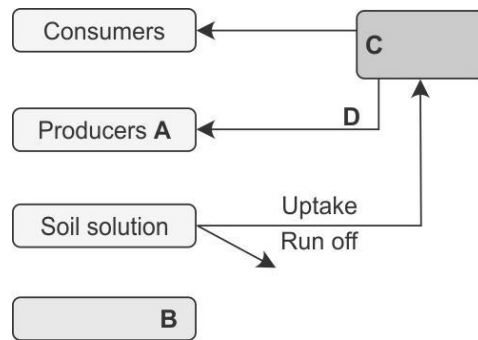 Consumers
C
Producers A
D
Soil solution
Uptake
Run off
B